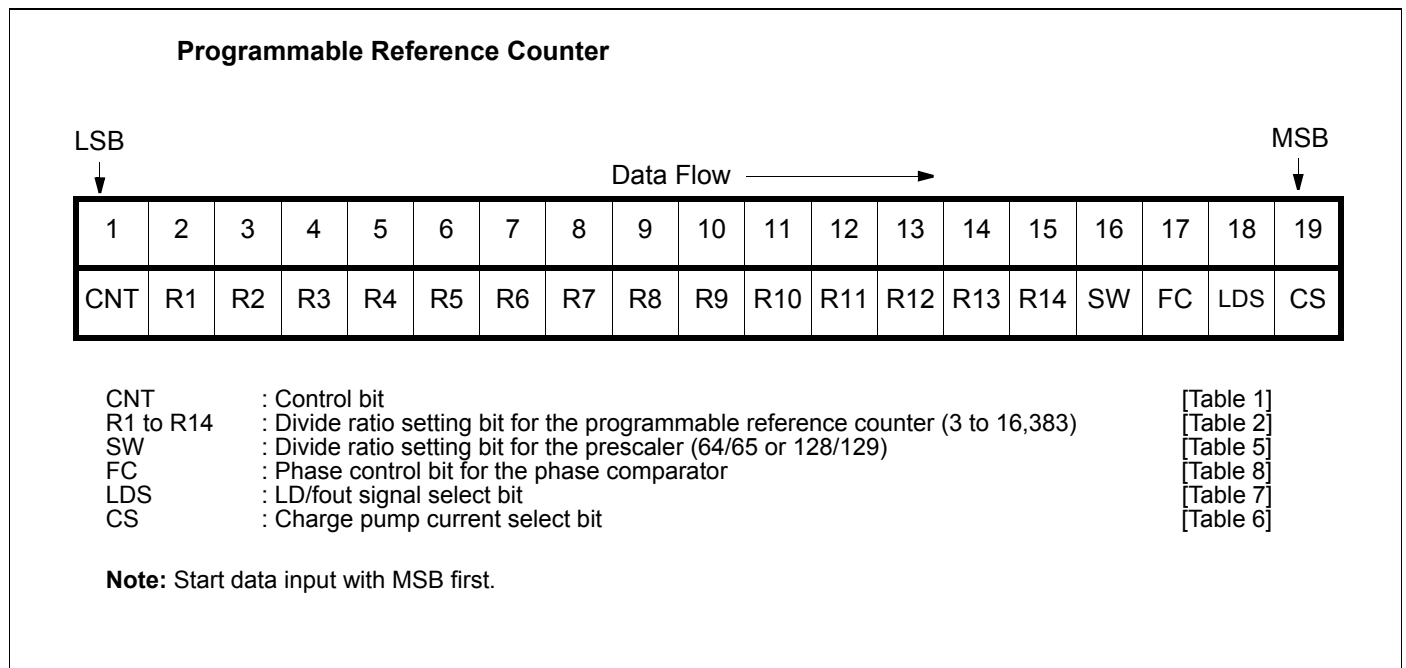 Programmable Reference Counter
LSB MSB
Data Flow
1 2 3 4 5 6 7 8 9 10 11 12 13 14 15 16 17 18 19
CNT R1 R2 R3 R4 R5 R6 R7 R8 R9 R10 R11 R12 R13 R14 SW FC LDS CS
CNT : Control bit [Table 1]
R1 to R14 : Divide ratio setting bit for the programmable reference counter (3 to 16,383) [Table 2]
SW : Divide ratio setting bit for the prescaler (64/65 or 128/129) [Table 5]
FC : Phase control bit for the phase comparator [Table 8]
LDS : LD/fout signal select bit [Table 7]
CS : Charge pump current select bit [Table 6]
Note: Start data input with MSB first.